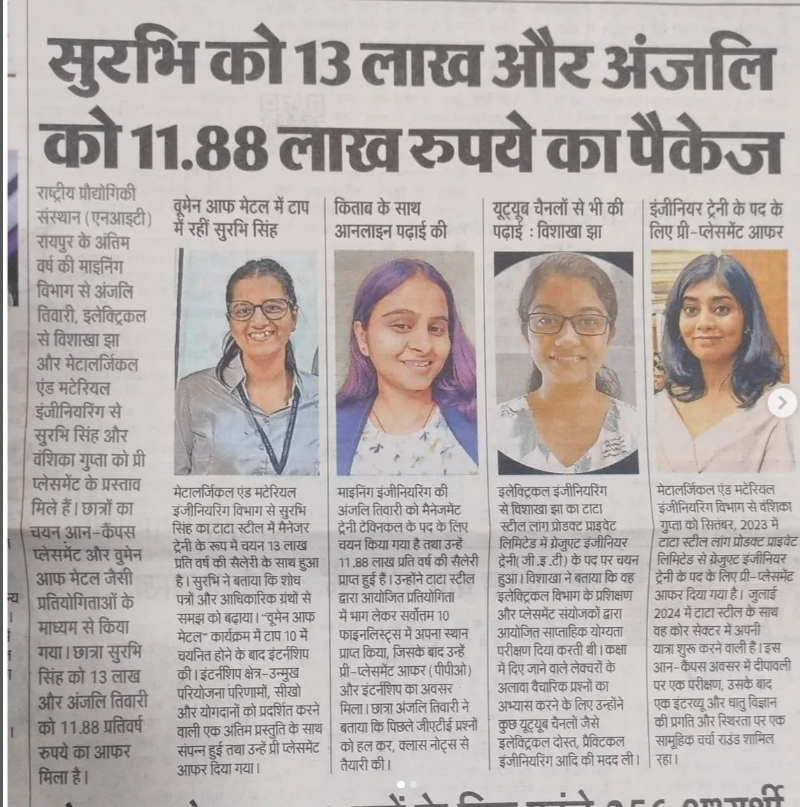 सुरभि को 13 लाख और अंजलि
को 11.88 लाख रुपये का पैकेज
राष्ट्रीय प्रौद्योगिकी
संस्थान (एनआइटी)
रायपुर के अंतिम
वर्ष की माइनिंग
विभाग से अंजलि
तिवारी, इलेक्ट्रिकल
से विशाखा झा
और मेटालर्जिकल
एंड मटेरियल
इंजीनियरिंग से
सुरभि सिंह और
वंशिका गुप्ता को प्री
प्लेसमेंट के प्रस्ताव
मिले हैं। छात्रों का
चयन आन-कैंपस
प्लेसमेंट और वुमेन
आफ मेटल जैसी
प्रतियोगिताओं के
माध्यम से किया
गया। छात्रा सुरभि
सिंह को 13 लाख
और अंजलि तिवारी
को 11.88 प्रतिवर्ष
रुपये का आफर
मिला है।
वूमेन आफ मेटल में टाप
में रहीं सुरभि सिंह
मेटालर्जिकल एंड मटेरियल
इंजीनियरिंग विभाग से सुरभि
सिंह का टाटा स्टील में मैनेजर
ट्रेनी के रूप में चयन 13 लाख
प्रति वर्ष की सैलेरी के साथ हुआ
है। सुरभि ने बताया कि शोध
पत्रों और आधिकारिक ग्रंथों से
समझ को बढ़ाया। "वूमेन आफ
मेटल" कार्यक्रम में टाप 10 में
चयनित होने के बाद इंटर्नशिप
की। इंटर्नशिप क्षेत्र-उन्मुख
परियोजना परिणामों, सीखो
और योगदानों को प्रदर्शित करने
वाली एक अंतिम प्रस्तुति के साथ
संपन्न हुई तथा उन्हें प्री प्लेसमेंट
आफर दिया गया।
किताब के साथ
आनलाइन पढ़ाई की
माइनिंग इंजीनियरिंग की
अंजलि तिवारी को मैनेजमेंट
ट्रेनी टेक्निकल के पद के लिए
चयन किया गया है तथा उन्हें
11.88 लाख प्रति वर्ष की सैलेरी
प्राप्त हुई हैं। उन्होंने टाटा स्टील
द्वारा आयोजित प्रतियोगिता
में भाग लेकर सर्वोत्तम 10
फाइनलिस्ट्स में अपना स्थान
प्राप्त किया, जिसके बाद उन्हें
प्री-प्लेसमेंट आफर (पीपीओ)
और इंटर्नशिप का अवसर
मिला। छात्रा अंजलि तिवारी ने
बताया कि पिछले जीएटीई प्रश्नों
को हल कर, क्लास नोट्स से
तैयारी की।
यूट्यूब चैनलों से भी की
पढ़ाई : विशाखा झा
इलेक्ट्रिकल इंजीनियरिंग
से विशाखा झा का टाटा
स्टील लांग प्रोडक्ट प्राइवेट
लिमिटेड में ग्रेजुएट इंजीनियर
ट्रेनी( जी.इ.टी) के पद पर चयन
हुआ। विशाखा ने बताया कि वह
इलेक्ट्रिकल विभाग के प्रशिक्षण
और प्लेसमेंट संयोजकों द्वारा
आयोजित साप्ताहिक योग्यता
परीक्षण दिया करती थी। कक्षा
में दिए जाने वाले लेक्चरों के
अलावा वैचारिक प्रश्नों का
अभ्यास करने के लिए उन्होंने
कुछ यूट्यूब चैनलों जैसे
इलेक्ट्रिकल दोस्त, प्रैक्टिकल
इंजीनियरिंग आदि की मदद ली।
इंजीनियर ट्रेनी के पद के
लिए प्री-प्लेसमेंट आफर
मेटालर्जिकल एंड मटेरियल
इंजीनियरिंग विभाग से वंशिका
गुप्ता को सितंबर, 2023 में
टाटा स्टील लांग प्रोडक्ट प्राइवेट
लिमिटेड से ग्रेजुएट इंजीनियर
ट्रेनी के पद के लिए प्री-प्लेसमेंट
आफर दिया गया है। जुलाई
2024 में टाटा स्टील के साथ
वह कोर सेक्टर में अपनी
यात्रा शुरू करने वाली है। इस
आन-कैंपस अवसर में दीपावली
पर एक परीक्षण, उसके बाद
एक इंटरव्यू और धातु विज्ञान
की प्रगति और स्थिरता पर एक
सामूहिक चर्चा राउंड शामिल
रहा।